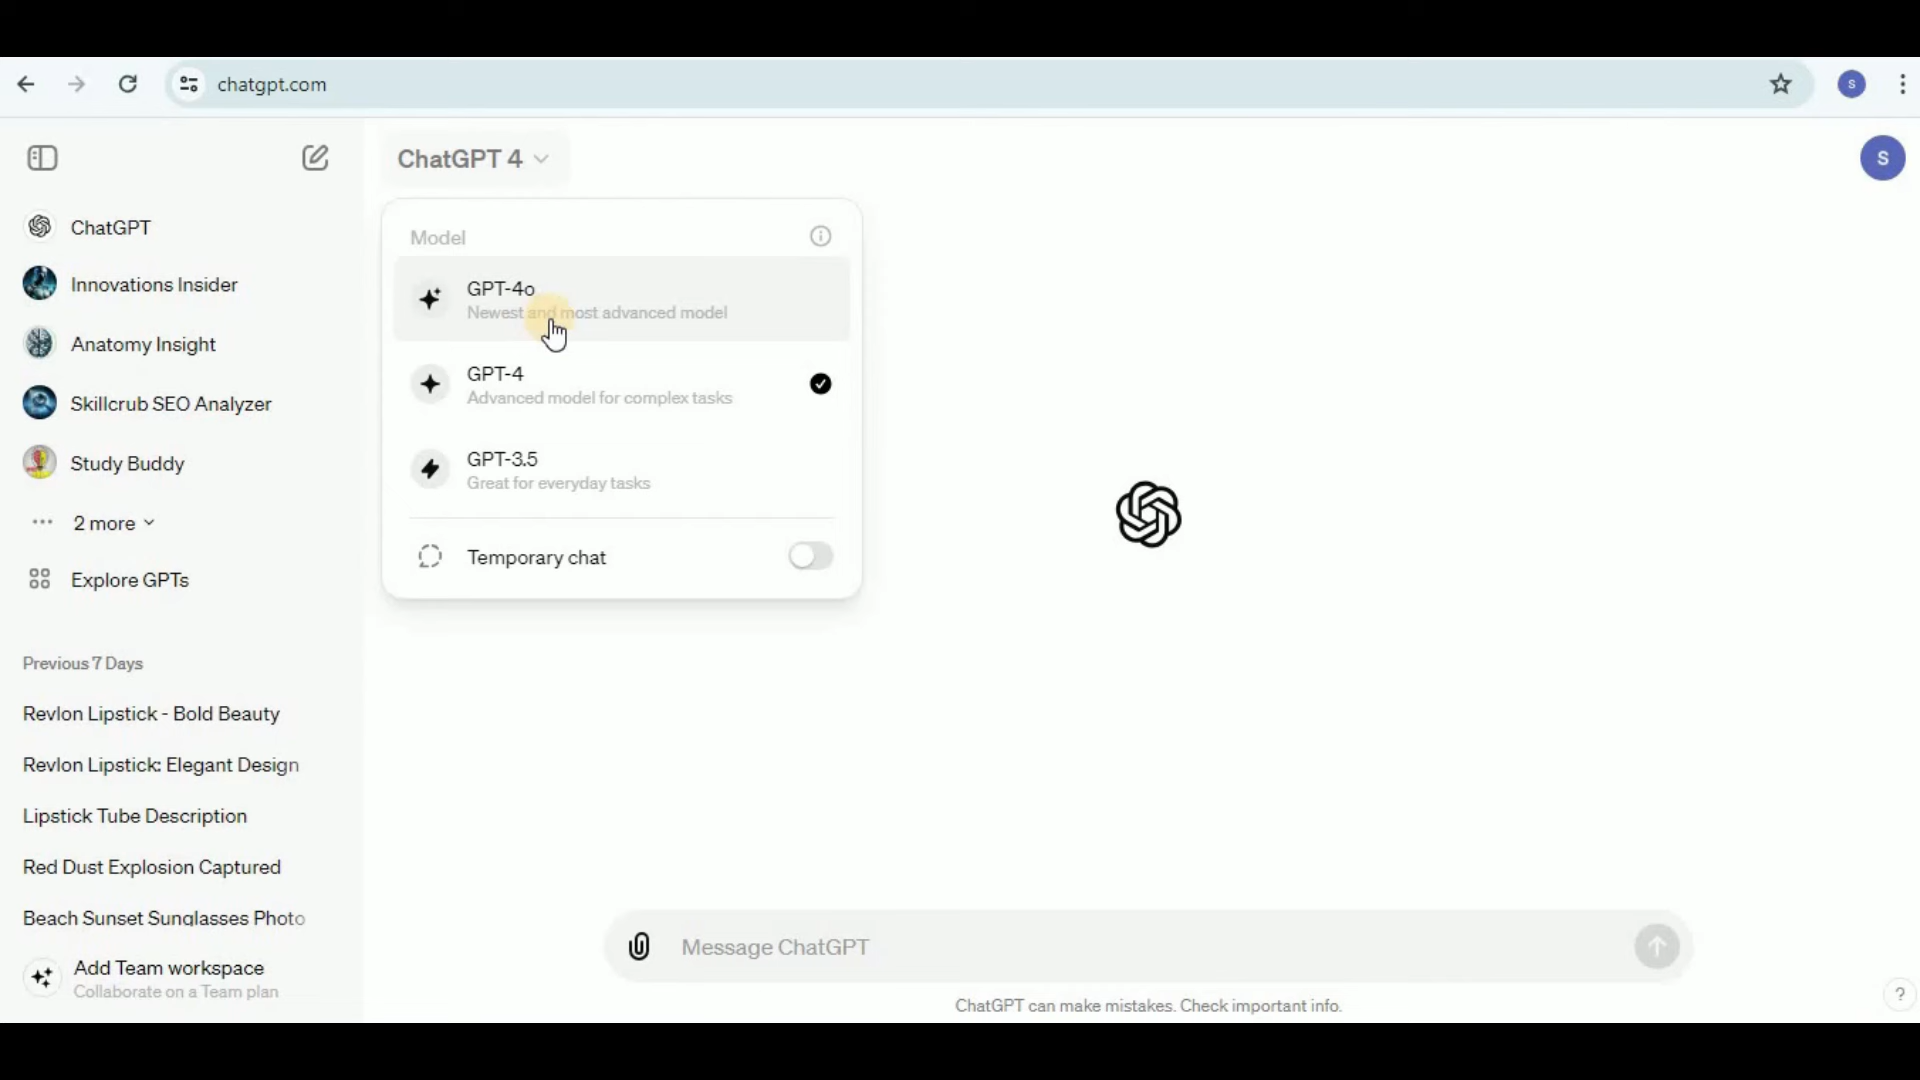 chatgpt.com
S
ChatGPT 4
S
ChatGPT
Innovations Insider
Anatomy Insight
Skillcrub SEO Analyzer
Study Buddy
2 more
Explore GPTs
Previous 7 Days
Revlon Lipstick - Bold Beauty
Revlon Lipstick: Elegant Design
Lipstick Tube Description
Red Dust Explosion Captured
Beach Sunset Sunglasses Photo
Add Team workspace
Collaborate on a Team plan
Model
GPT-4o
Newest and most advanced model
GPT-4
Advanced model for complex tasks
GPT-3.5
Great for everyday tasks
Temporary chat
Message ChatGPT
ChatGPT can make mistakes. Check important info.
?